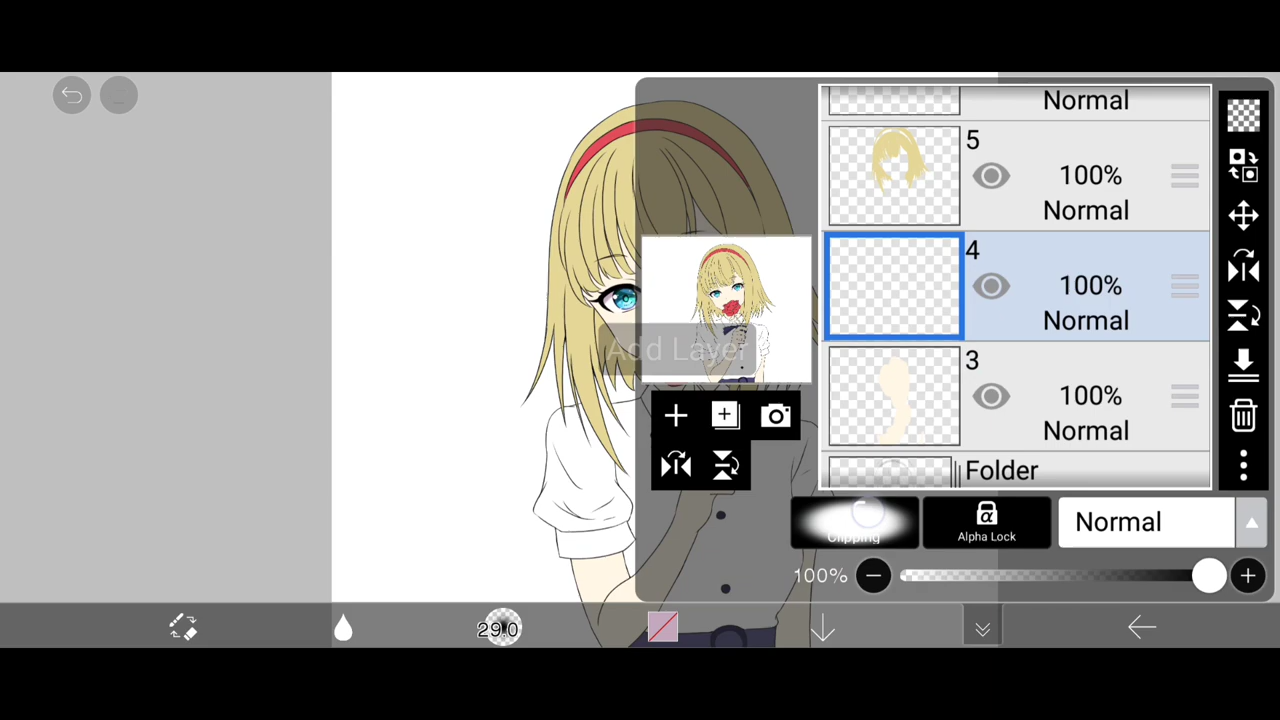 Normal
5
100%
Normal
4
100%
Normal
Add Layer
3
100%
Normal
Folder
Clipping
Alpha Lock
Normal
100%
29.0